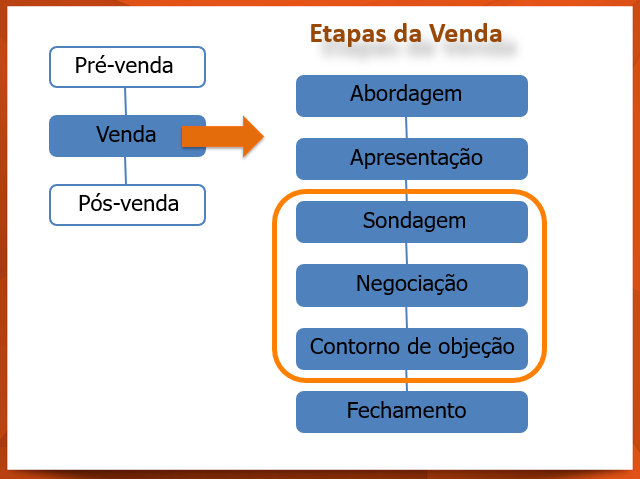 Etapas da Venda
Pré-venda
Venda
Pós-venda
Abordagem
Apresentação
Sondagem
Negociação
Contorno de objeção
Fechamento